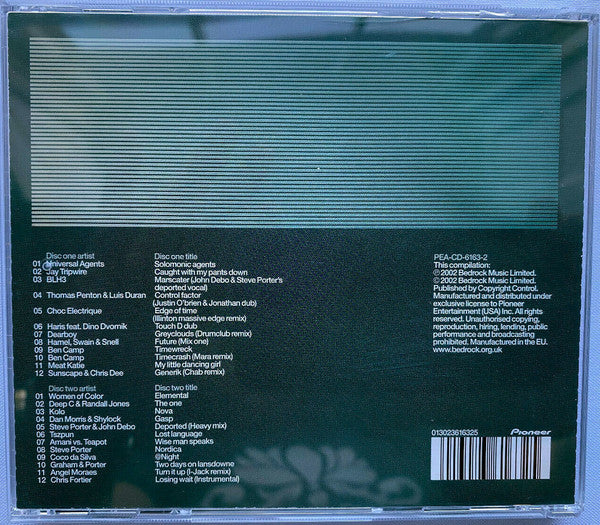 Disc one artist Disc one title
01 Universal Agents Solomonic agents
02 Jay Tripwire Caught with my pants down
03 BLH3 Marscater (John Debo & Steve Porter's
deported vocal)
04 Thomas Penton & Luis Duran Control factor
(Justin O'brien & Jonathan dub)
05 Choc Electrique Edge of time
(Illinton massive edge remix)
06 Haris feat. Dino Dvornik Touch D dub
07 Dearboy Greyclouds (Drumclub remix)
08 Hamel, Swain & Snell Future (Mix one)
09 Ben Camp Timewreck
10 Ben Camp Timecrash (Mara remix)
11 Meat Katie My little dancing girl
12 Sunscape & Chris Dee Generik (Chab remix)
Disc two artist Disc two title
01 Women of Color Elemental
02 Deep C & Randall Jones The one
03 Kolo Nova
04 Dan Morris & Shylock Gasp
05 Steve Porter & John Debo Deported (Heavy mix)
06 Tszpun Lost language
07 Amani vs. Teapot Wise man speaks
08 Steve Porter Nordica
09 Coco da Silva @Night
10 Graham & Porter Two days on lansdowne
11 Angel Moraes Turn it up (I-Jack remix)
12 Chris Fortier Losing wait (Instrumental)
PEA-CD-6163-2
This compilation:
℗2002 Bedrock Music Limited.
©2002 Bedrock Music Limited.
Published by Copyright Control,
Manufactured and distributed under
exclusive license to Pioneer
Entertainment (USA) Inc. All rights
reserved. Unauthorised copying,
reproduction, hiring, lending, public
performance and broadcasting
prohibited. Manufactured in the EU.
www.bedrock.org.uk
013023616325 Pioneer